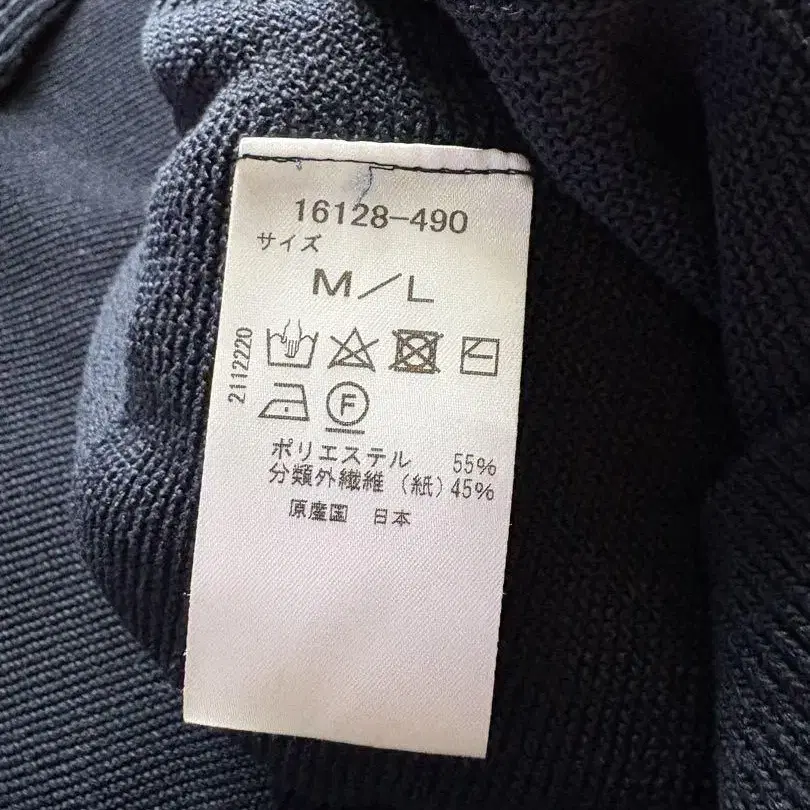 16128-490
サイズ
M/L
2112220
F
ポリエステル 55%
分類外繊維(紙)45%
原産国 日本